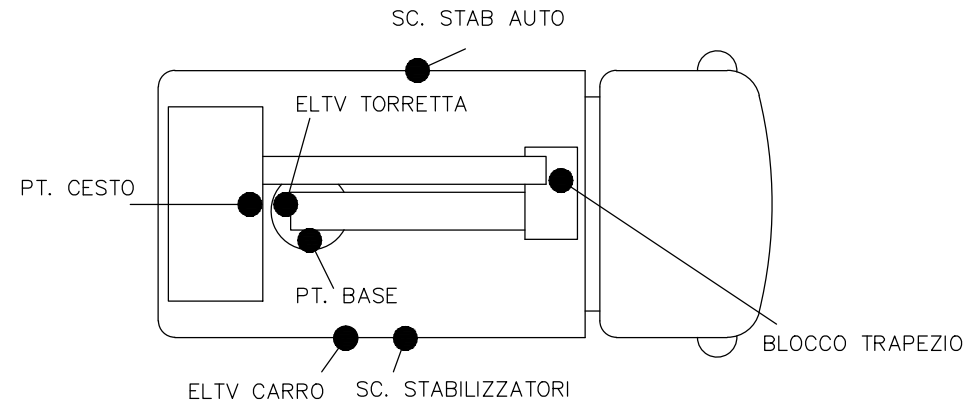 SC. STAB AUTO
ELTV TORRETTA
PT. CESTO
PT. BASE
BLOCCO TRAPEZIO
ELTV CARRO
SC. STABILIZZATORI